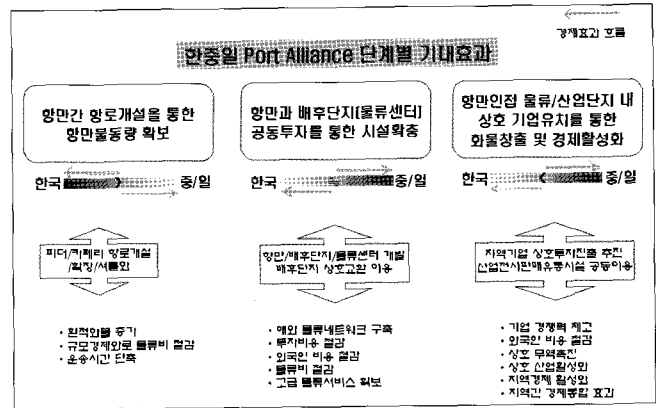 경제효과 흐름
한중일 Port Alliance 단계별 기대효과
항만간 항로개설을 통한
항만물동량 확보
항만과 배후단지[물류센터]
공동투자를 통한 시설확충
항만인접 물류/산업단지 내
상호 기업유치를 통한
화물창출 및 경제활성화
한국 중/일
한국 중/일
한국 중/일
피더/카페리 항로개설
/확장/셔틀화
항만/배후단지/물류센터 개발
배후단지 상호교환 이용
지역기업 상호투자진출 추진
산업전시판매유통시설 공동이용
· 환적화물 증가
· 규모경제화로 물류비 절감
· 운송시간 단축
· 해외 물류네트워크 구축
· 투자비용 절감
· 외국인 비용 절감
· 물류비 절감
· 고급 물류서비스 확보
· 기업 경쟁력 제고
· 외국인 비용 절감
· 상호 무역촉진
· 상호 산업활성화
· 지역경제 활성화
· 지역간 경제통합 효과